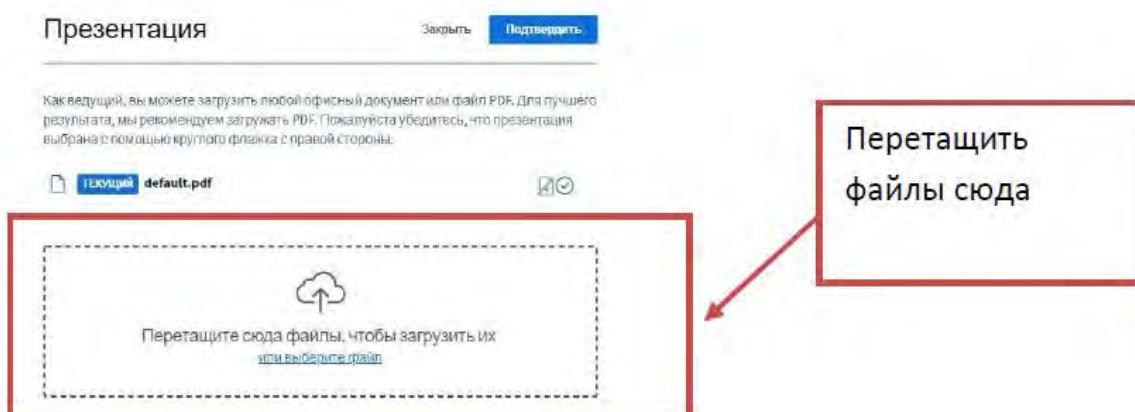 Презентация
Закрыть
Подтвердить
Как ведущий, вы можете загрузить любой офисный документ или файл PDF. Для лучшего
результата, мы рекомендуем загружать PDF. Пожалуйста убедитесь, что презентация
выбрана с помощью круглого флажка с правой стороны.
ТЕКУЩИЙ default.pdf
Перетащите сюда файлы, чтобы загрузить их
или выберите файл
Перетащить
файлы сюда